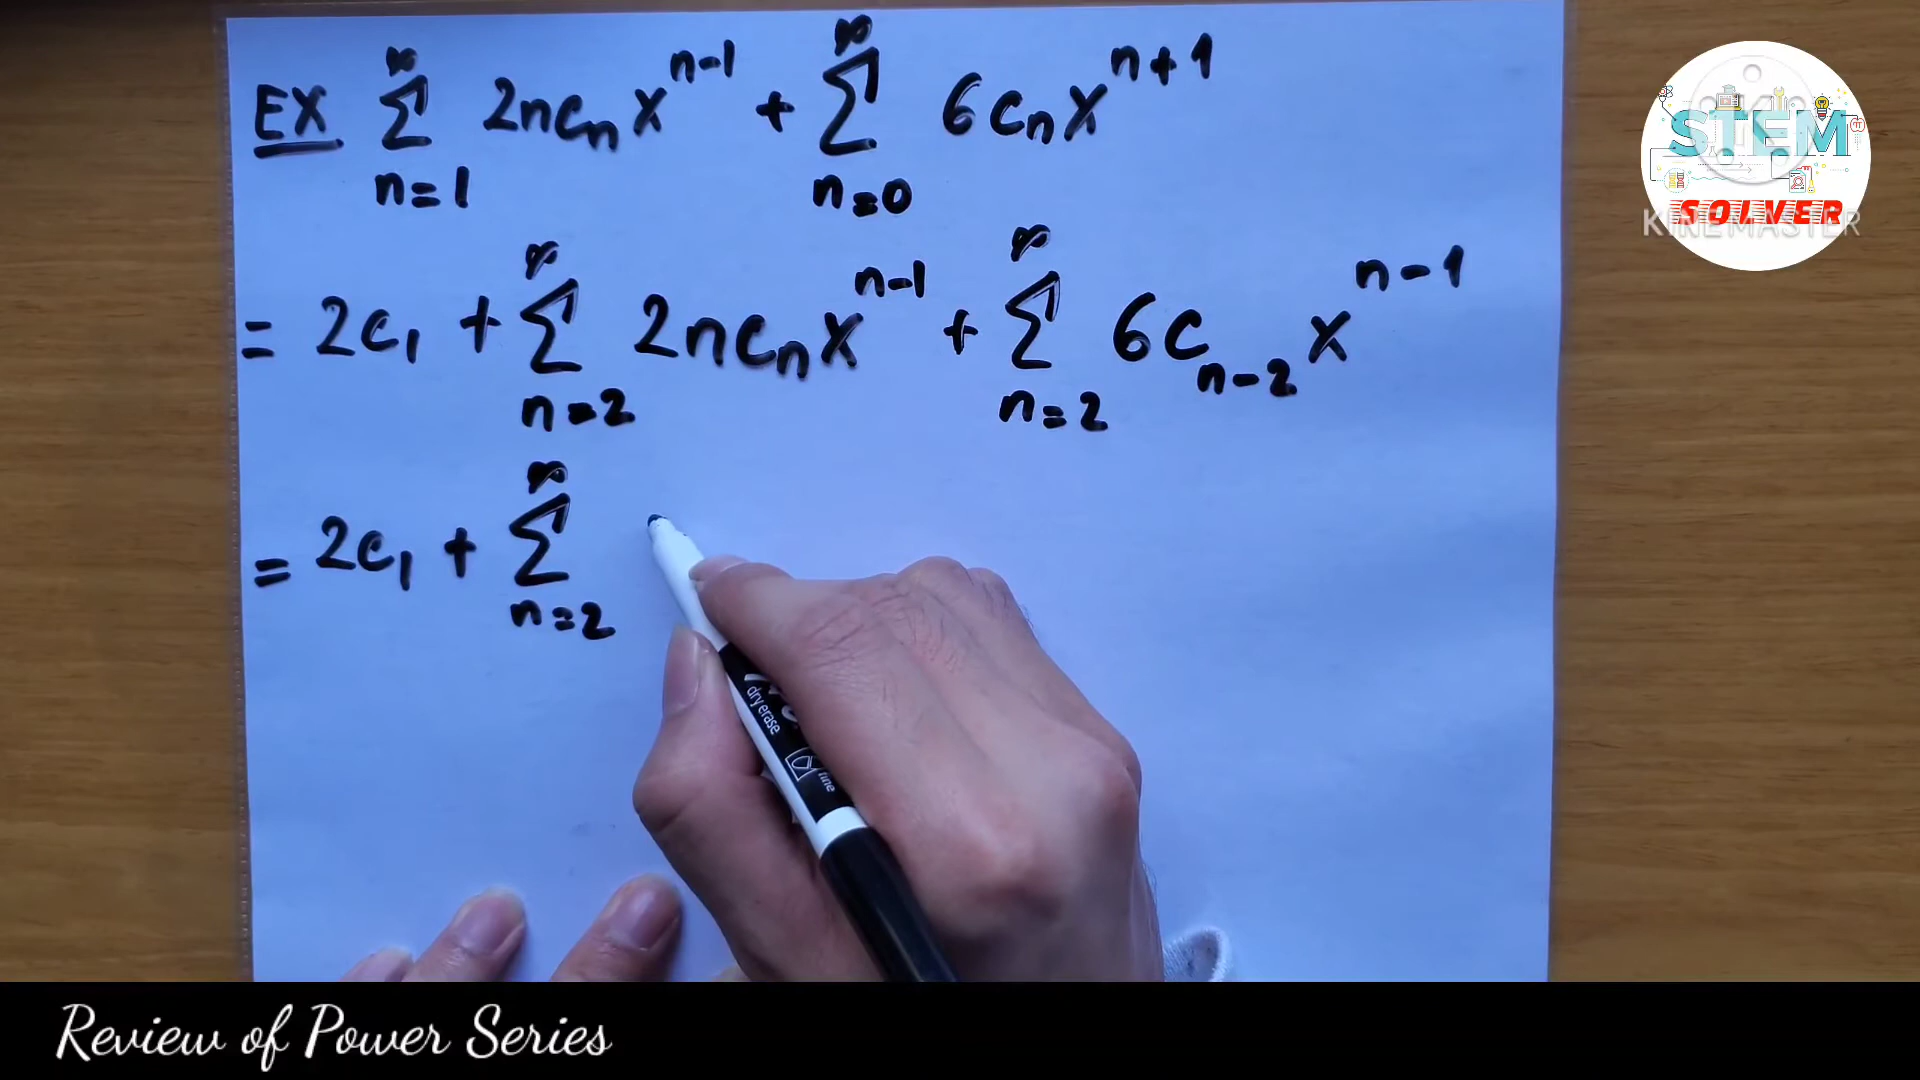 EX ∑ n=1 ∞ 2nc_n x^{n-1} + ∑ n=0 ∞ 6c_n x^{n+1}
= 2c_1 + ∑ n=2 ∞ 2nc_n x^{n-1} + ∑ n=2 ∞ 6c_{n-2} x^{n-1}
= 2c_1 + ∑ n=2 ∞
STEM
SOLVER
KINEMASTER
dry erase
fine
Review of Power Series